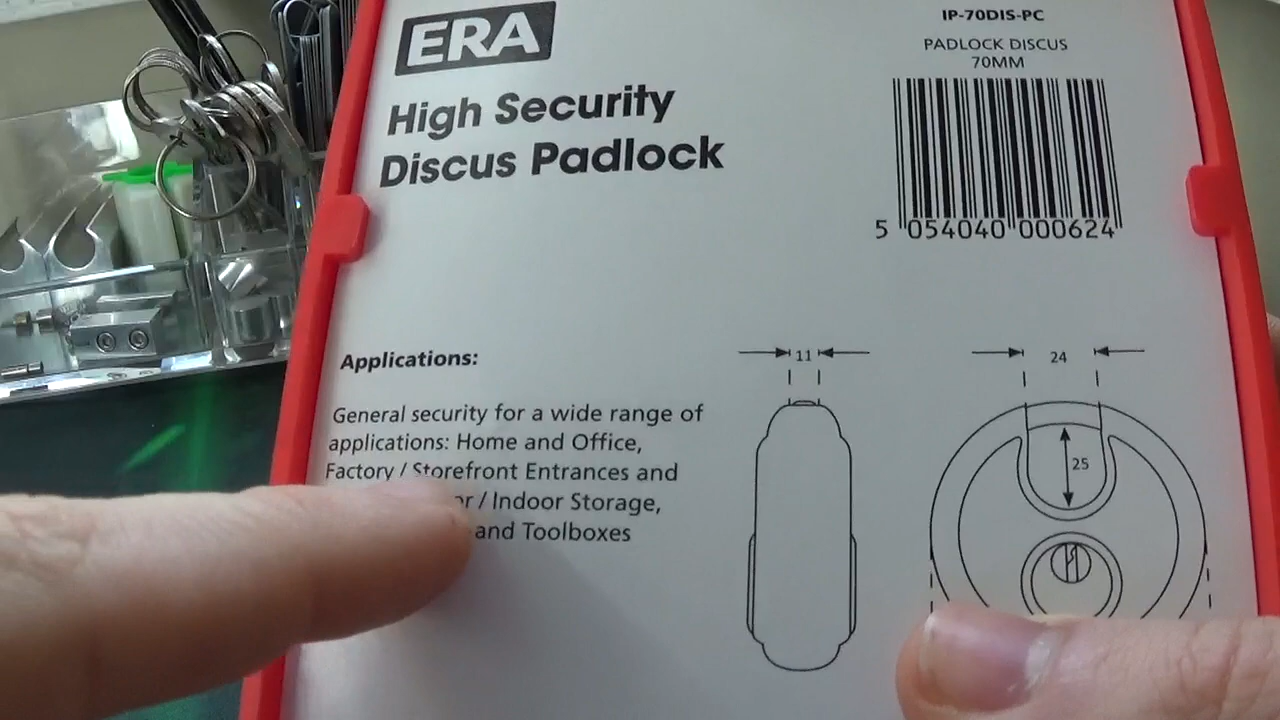 ERA
High Security
Discus Padlock
IP-70DIS-PC
PADLOCK DISCUS
70MM
5 054040 000624
Applications:
General security for a wide range of
applications: Home and Office,
Factory / Storefront Entrances and
/ Indoor Storage,
and Toolboxes
11
24
25